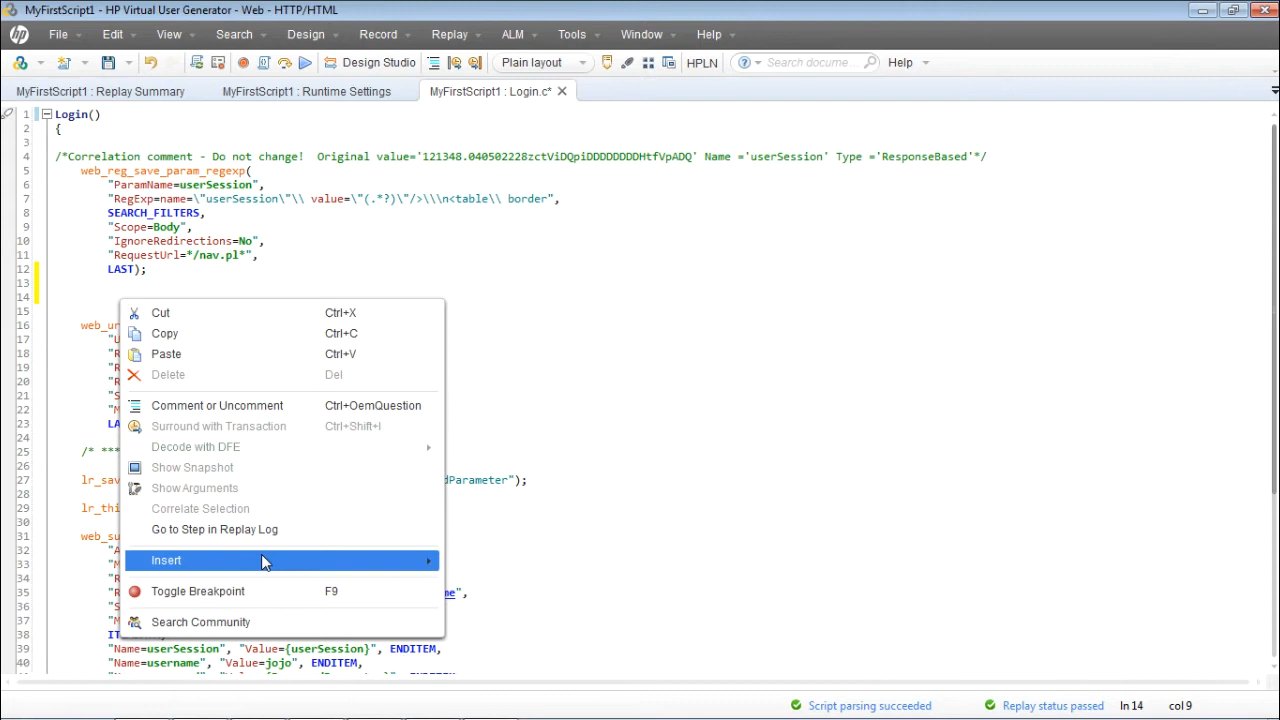 MyFirstScript1 - HP Virtual User Generator - Web - HTTP/HTML
hp File Edit View Search Design Record Replay ALM Tools Window Help
Design Studio Plain layout HPLN Search docume... Help
MyFirstScript1 : Replay Summary MyFirstScript1 : Runtime Settings MyFirstScript1 : Login.c*
1 Login()
2 {
3
4 /*Correlation comment - Do not change! Original value='121348.040502228zctViDQpiDDDDDDDDHtfVpADQ' Name ='userSession' Type ='ResponseBased'*/
5 web_reg_save_param_regexp(
6 "ParamName=userSession",
7 "RegExp=name=\"userSession\"\\ value=\"(.*?)\"/>\\\n<table\\ border",
8 SEARCH_FILTERS,
9 "Scope=Body",
10 "IgnoreRedirections=No",
11 "RequestUrl=*/nav.pl*",
12 LAST);
13
14
15
16 web_ur
17 "U
18 "R
19 "R
20 "R
21 "S
22 "M
23 LA
24
25 /* ***
26
27 lr_sav dParameter");
28
29 lr_thi
30
31 web_su
32 "A
33 "M
34 "R
35 "R me",
36 "S
37 "M
38 IT
39 "Name=userSession", "Value={userSession}", ENDITEM,
40 "Name=username", "Value=jojo", ENDITEM,
Cut Ctrl+X
Copy Ctrl+C
Paste Ctrl+V
Delete Del
Comment or Uncomment Ctrl+OemQuestion
Surround with Transaction Ctrl+Shift+I
Decode with DFE
Show Snapshot
Show Arguments
Correlate Selection
Go to Step in Replay Log
Insert
Toggle Breakpoint F9
Search Community
Script parsing succeeded Replay status passed ln 14 col 9